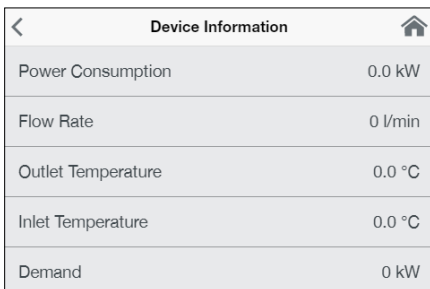 Device Information
Power Consumption 0.0 kW
Flow Rate 0 l/min
Outlet Temperature 0.0 °C
Inlet Temperature 0.0 °C
Demand 0 kW